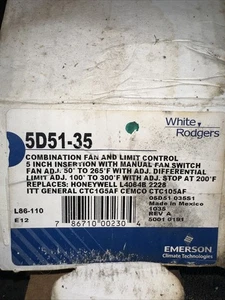 White
Rodgers
5D51-35
COMBINATION FAN AND LIMIT CONTROL
5 INCH INSERTION WITH MANUAL FAN SWITCH
FAN ADJ. 50° TO 265°F WITH ADJ. DIFFERENTIAL
LIMIT ADJ. 100° TO 300°F WITH ADJ. STOP AT 200°F
REPLACES: HONEYWELL L4064B 2228
ITT GENERAL CTC1G5AF CEMCO CTC105AF
05D51 03551
Made in Mexico
L86-110
1035
REV A
E12
5001 0191
7 86710 00230 4
EMERSON
Climate Technologies